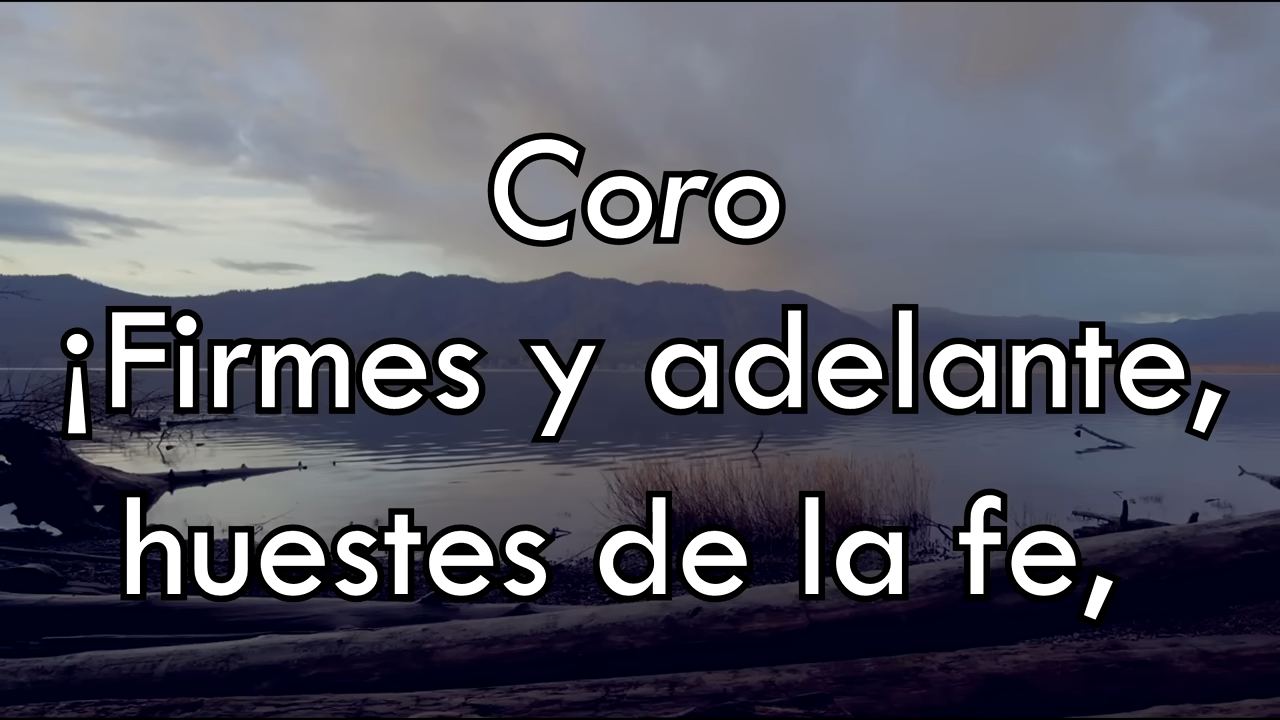 Coro
¡Firmes y adelante,
huestes de la fe,